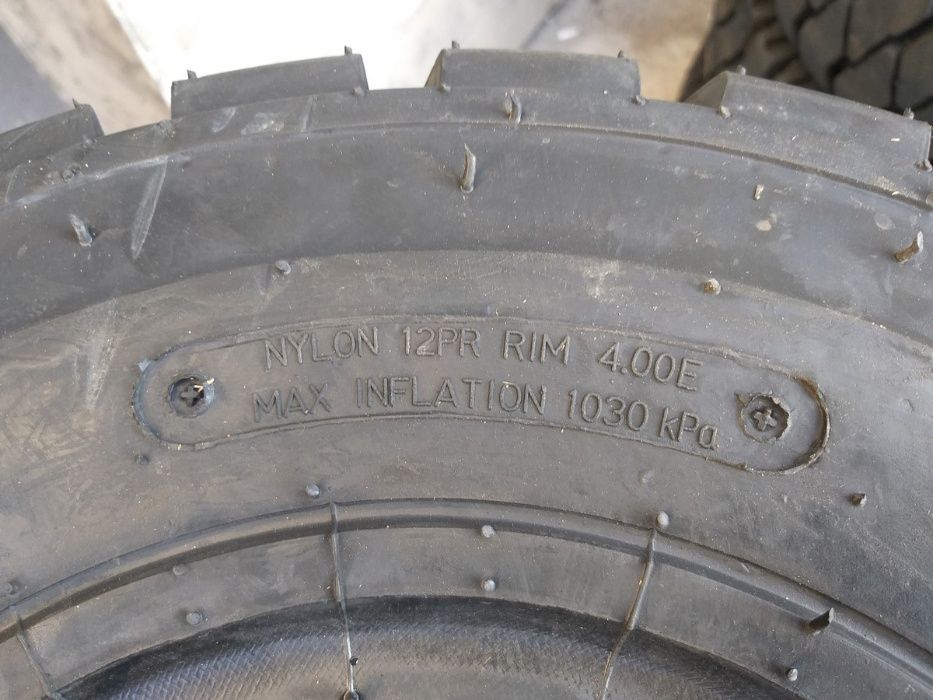 NYLON 12PR RIM 4.00E
MAX INFLATION 1030 kPa